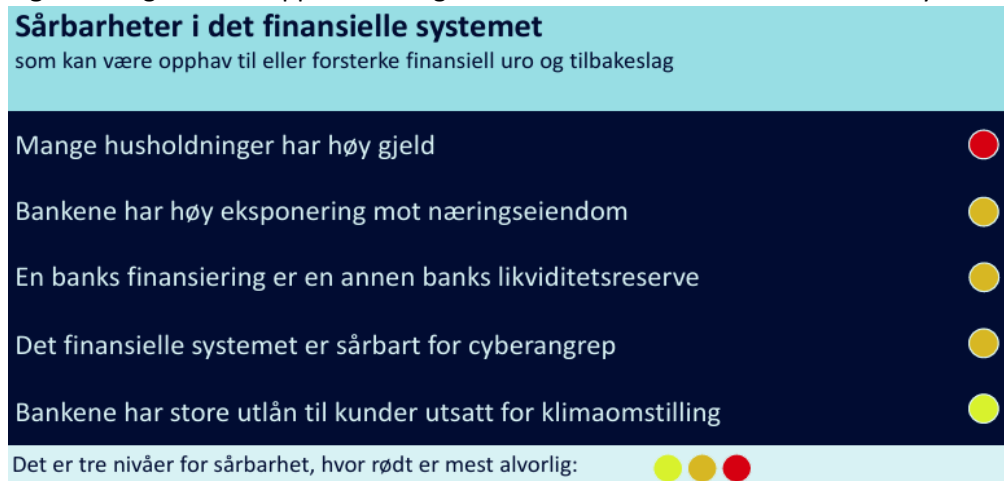 Sårbarheter i det finansielle systemet
som kan være opphav til eller forsterke finansiell uro og tilbakeslag
Mange husholdninger har høy gjeld
Bankene har høy eksponering mot næringseiendom
En banks finansiering er en annen banks likviditetsreserve
Det finansielle systemet er sårbart for cyberangrep
Bankene har store utlån til kunder utsatt for klimaomstilling
Det er tre nivåer for sårbarhet, hvor rødt er mest alvorlig: